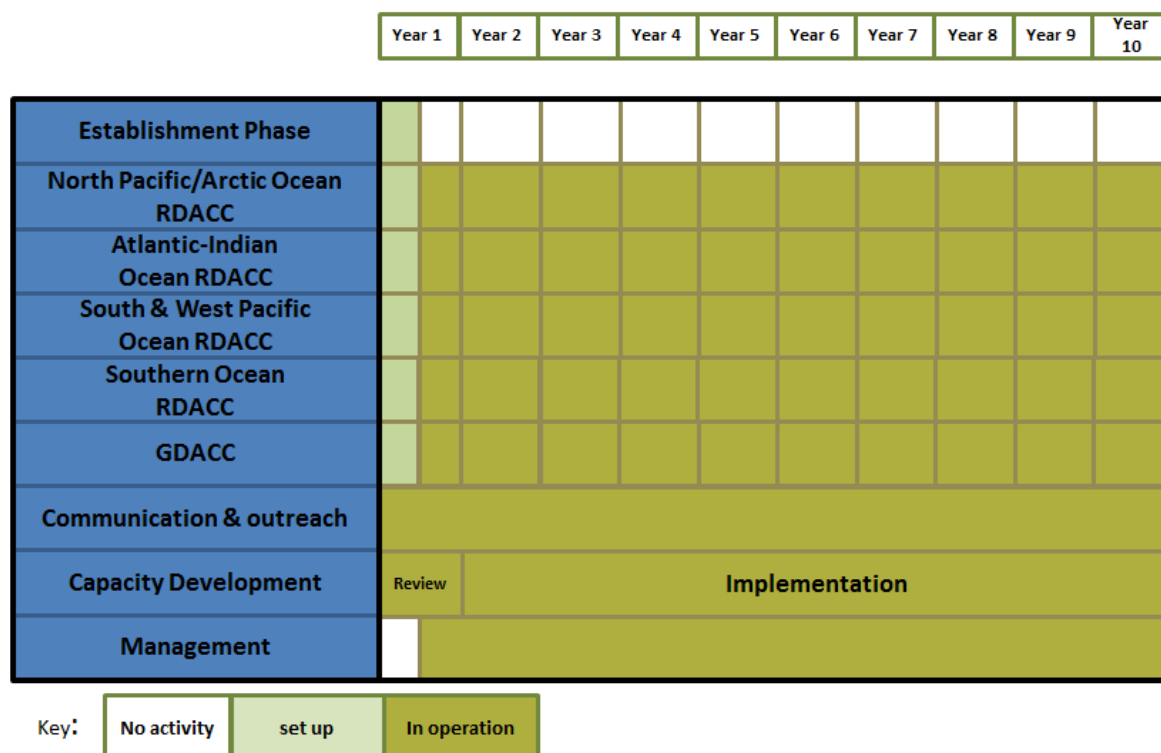 Year 1 Year 2 Year 3 Year 4 Year 5 Year 6 Year 7 Year 8 Year 9 Year
10
Establishment Phase
North Pacific/Arctic Ocean
RDACC
Atlantic-Indian
Ocean RDACC
South & West Pacific
Ocean RDACC
Southern Ocean
RDACC
GDACC
Communication & outreach
Capacity Development Review Implementation
Management
Key: No activity set up In operation